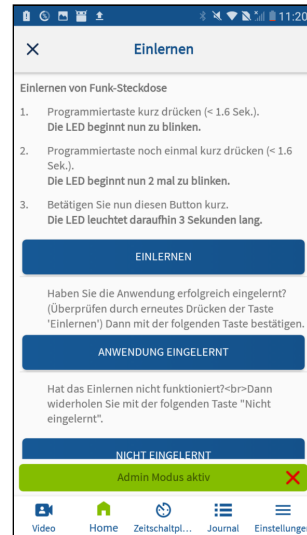 11:20
Einlernen
Einlernen von Funk-Steckdose
1. Programmiertaste kurz drücken (< 1.6 Sek.).
Die LED beginnt nun zu blinken.
2. Programmiertaste noch einmal kurz drücken (< 1.6
Sek.).
Die LED beginnt nun 2 mal zu blinken.
3. Betätigen Sie nun diesen Button kurz.
Die LED leuchtet daraufhin 3 Sekunden lang.
EINLERNEN
Haben Sie die Anwendung erfolgreich eingelernt?
(Überprüfen durch erneutes Drücken der Taste
'Einlernen') Dann mit der folgenden Taste bestätigen.
ANWENDUNG EINGELERNT
Hat das Einlernen nicht funktioniert?<br>Dann
widerholen Sie mit der folgenden Taste "Nicht
eingelernt".
NICHT EINGELERNT
Admin Modus aktiv
Video Home Zeitschaltpl... Journal Einstellungen